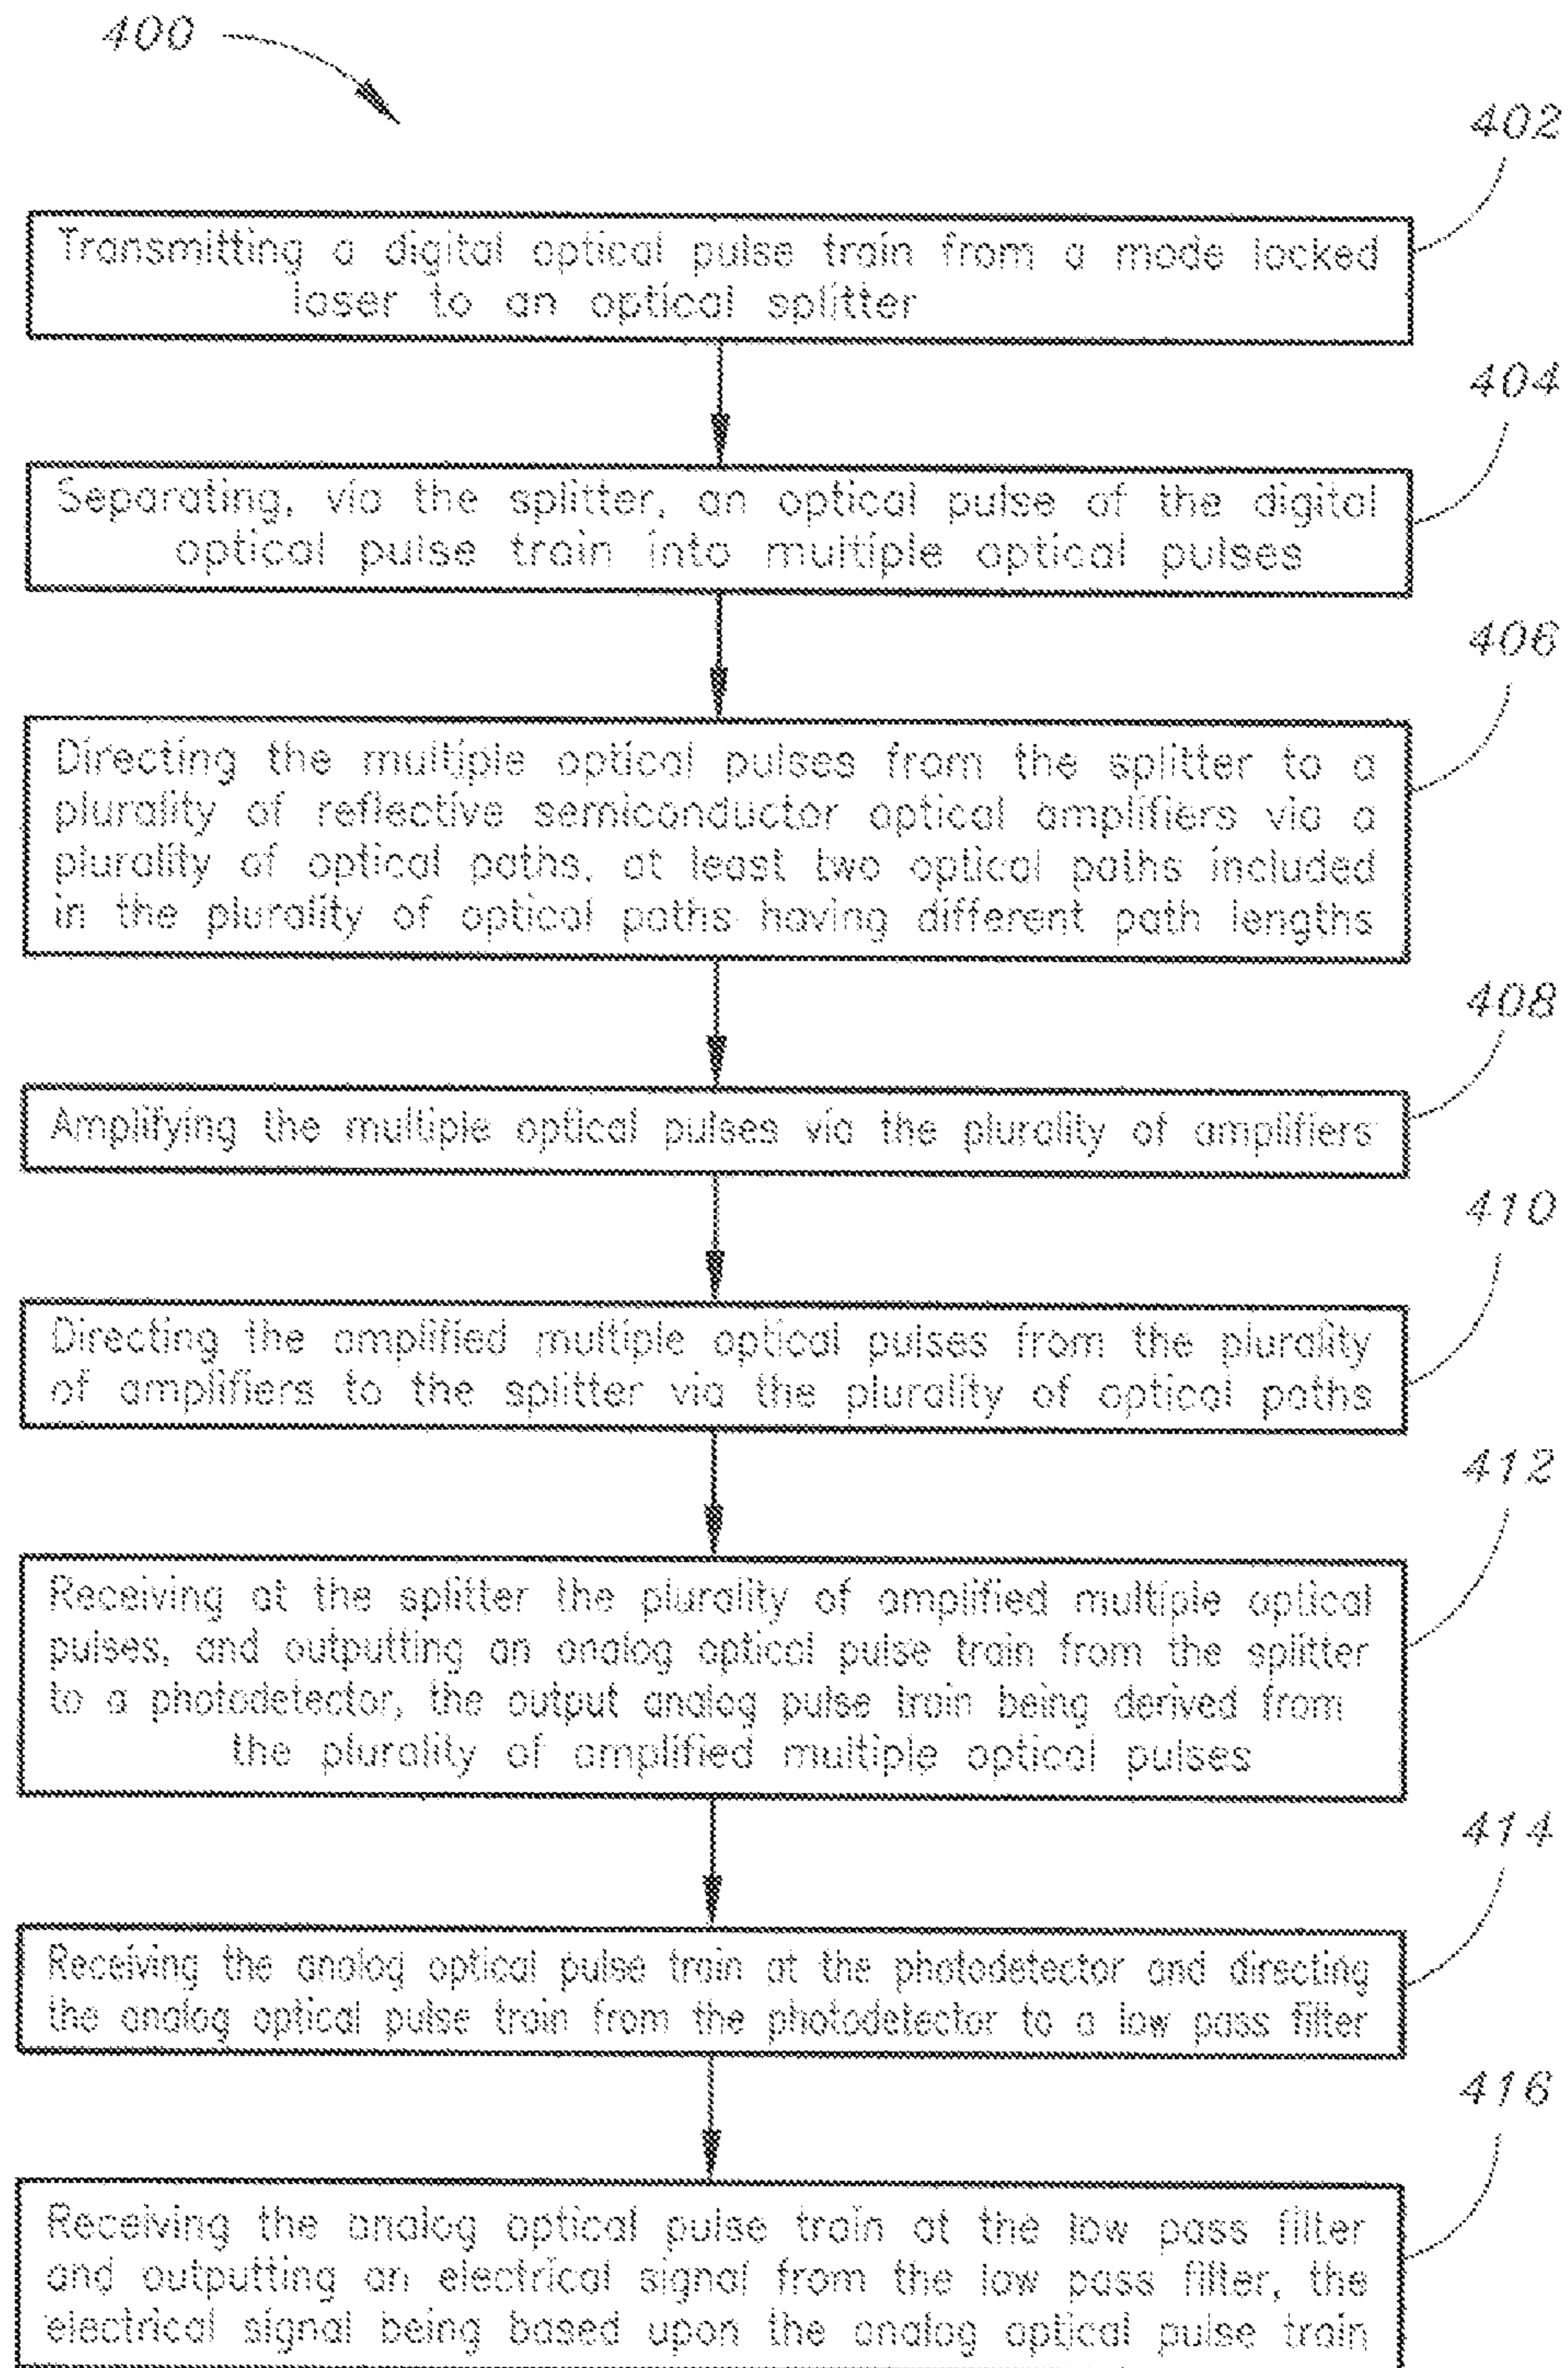 400
402
Transmitting a digital optical pulse train from a mode locked
laser to an optical splitter
404
Separating, via the splitter, an optical pulse of the digital
optical pulse train into multiple optical pulses
406
Directing the multiple optical pulses from the splitter to a
plurality of reflective semiconductor optical amplifiers via a
plurality of optical paths, at least two optical paths included
in the plurality of optical paths having different path lengths
408
Amplifying the multiple optical pulses via the plurality of amplifiers
410
Directing the amplified multiple optical pulses from the plurality
of amplifiers to the splitter via the plurality of optical paths
412
Receiving at the splitter the plurality of amplified multiple optical
pulses, and outputting an analog optical pulse train from the splitter
to a photodetector, the output analog pulse train being derived from
the plurality of amplified multiple optical pulses
414
Receiving the analog optical pulse train at the photodetector and directing
the analog optical pulse train from the photodetector to a low pass filter
416
Receiving the analog optical pulse train at the low pass filter
and outputting an electrical signal from the low pass filter, the
electrical signal being based upon the analog optical pulse train